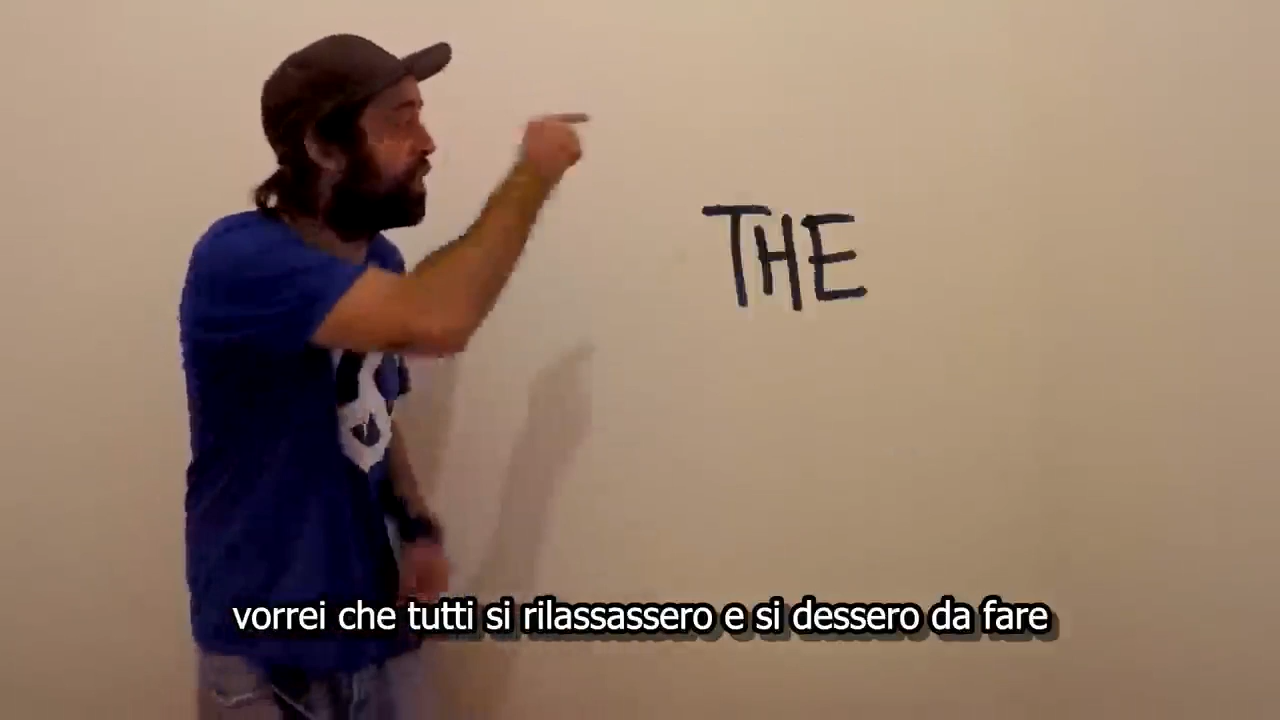 THE
vorrei che tutti si rilassassero e si dessero da fare